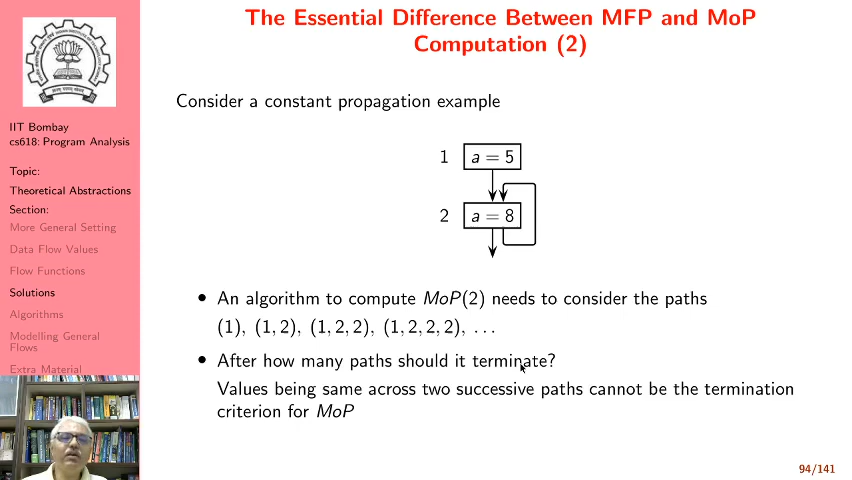 The Essential Difference Between MFP and MoP
Computation (2)
IIT Bombay
cs618: Program Analysis
Topic:
Theoretical Abstractions
Section:
More General Setting
Data Flow Values
Flow Functions
Solutions
Algorithms
Modelling General
Flows
Extra Material
Consider a constant propagation example
1 a = 5
2 a = 8
• An algorithm to compute MoP(2) needs to consider the paths
(1), (1, 2), (1, 2, 2), (1, 2, 2, 2), ...
• After how many paths should it terminate?
Values being same across two successive paths cannot be the termination
criterion for MoP
94/141